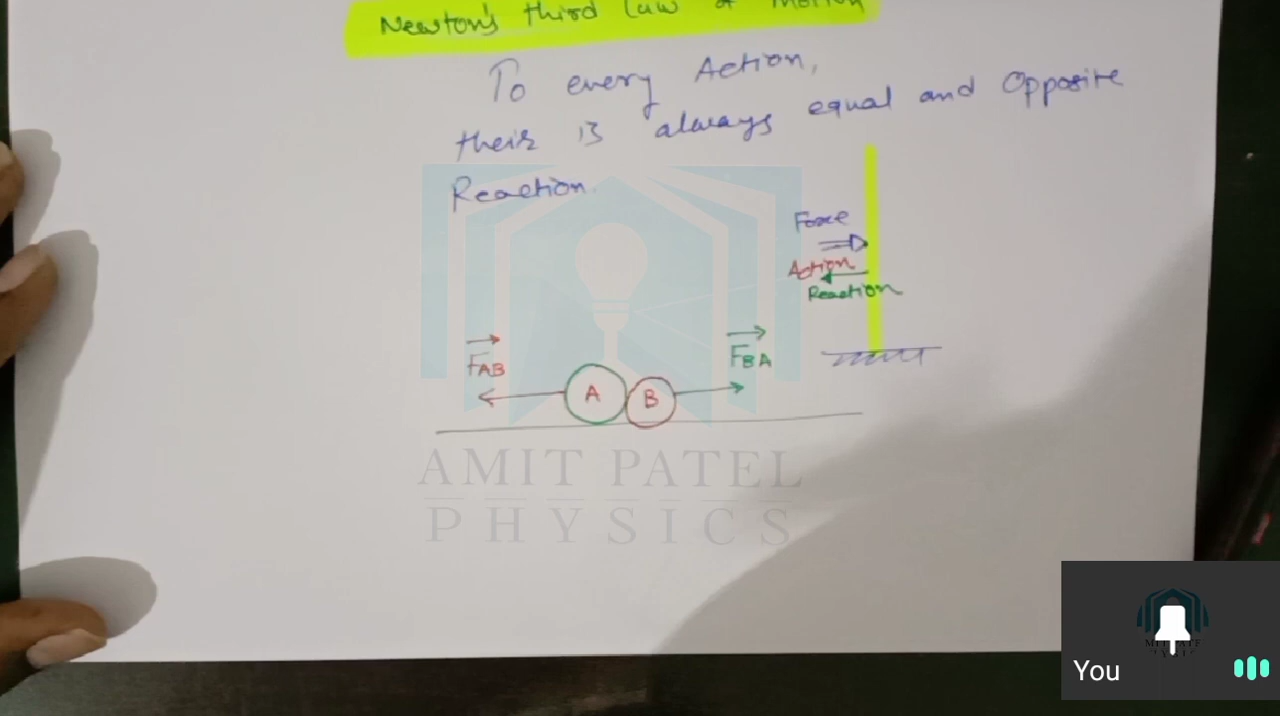 Newton's third Law of Motion
To every Action,
their is always equal and Opposite
Reaction.
Force
Action
Reaction
FAB
FBA
A
B
AMIT PATEL
PHYSICS
You